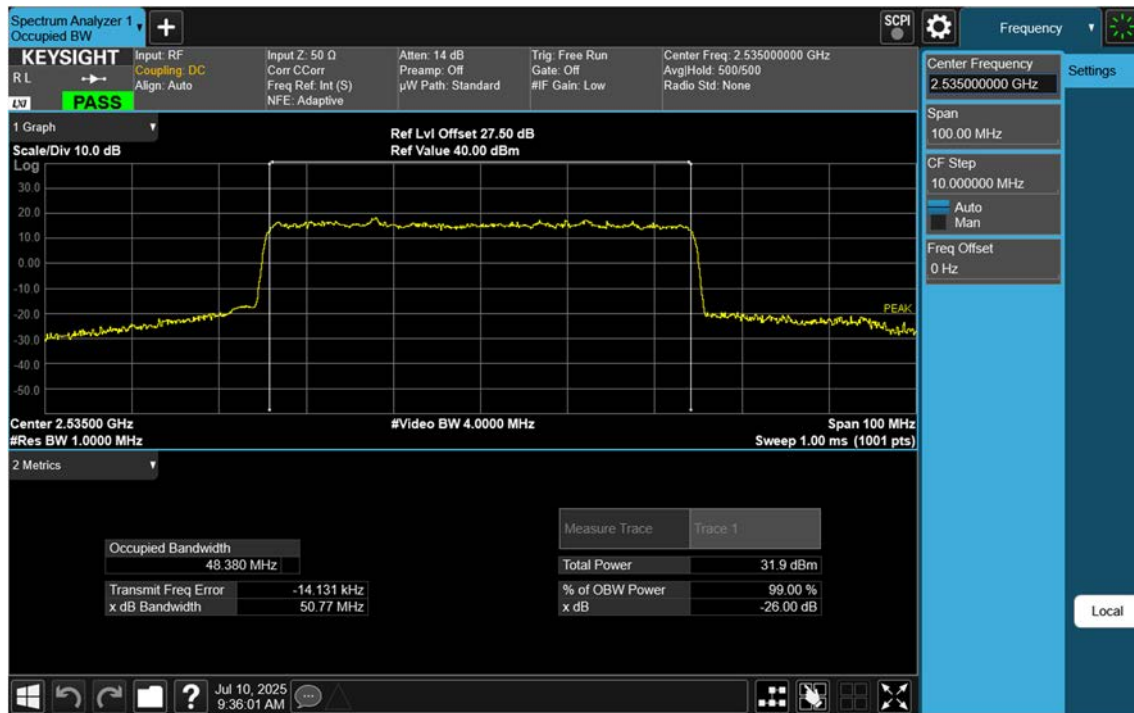 Spectrum Analyzer 1
Occupied BW
SCPI
Frequency
KEYSIGHT
R L
LXI
PASS
Input: RF
Coupling: DC
Align: Auto
Input Z: 50 Ω
Corr CCorr
Freq Ref: Int (S)
NFE: Adaptive
Atten: 14 dB
Preamp: Off
µW Path: Standard
Trig: Free Run
Gate: Off
#IF Gain: Low
Center Freq: 2.535000000 GHz
Avg|Hold: 500/500
Radio Std: None
Center Frequency
2.535000000 GHz
Settings
Span
100.00 MHz
CF Step
10.000000 MHz
Auto
Man
Freq Offset
0 Hz
Local
1 Graph
Scale/Div 10.0 dB
Ref Lvl Offset 27.50 dB
Ref Value 40.00 dBm
Log
30.0
20.0
10.0
0.00
-10.0
-20.0
-30.0
-40.0
-50.0
PEAK
Center 2.53500 GHz
#Video BW 4.0000 MHz
Span 100 MHz
#Res BW 1.0000 MHz
Sweep 1.00 ms (1001 pts)
2 Metrics
Measure Trace
Trace 1
Occupied Bandwidth
48.380 MHz
Total Power
31.9 dBm
Transmit Freq Error
-14.131 kHz
% of OBW Power
99.00 %
x dB Bandwidth
50.77 MHz
x dB
-26.00 dB
?
Jul 10, 2025
9:36:01 AM